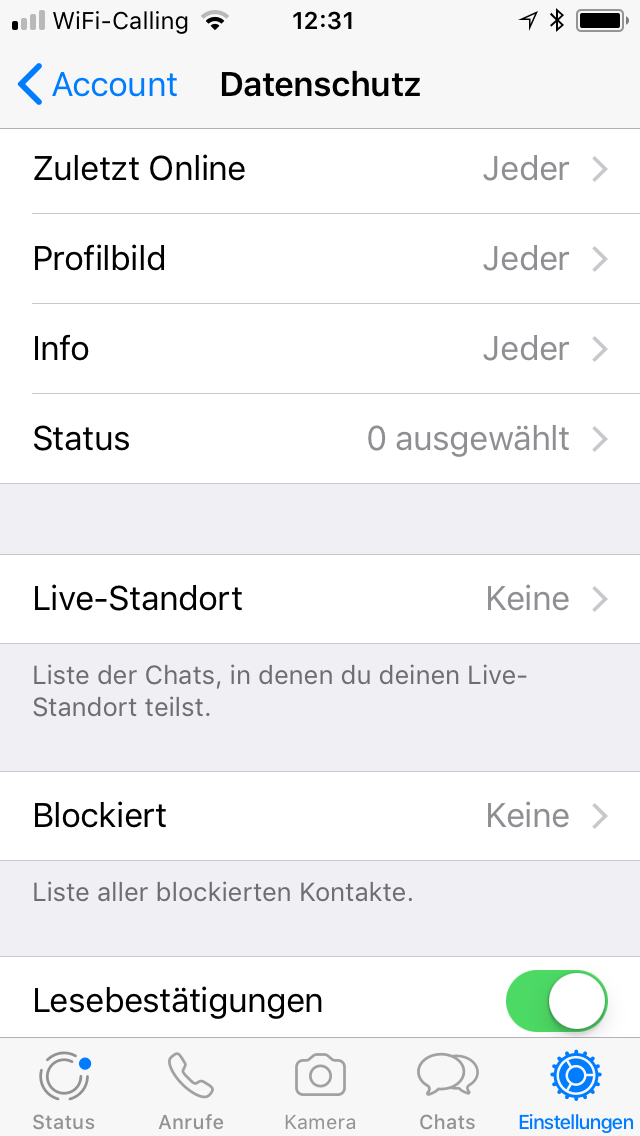 WiFi-Calling 12:31
Account Datenschutz
Zuletzt Online Jeder
Profilbild Jeder
Info Jeder
Status 0 ausgewählt
Live-Standort Keine
Liste der Chats, in denen du deinen Live-
Standort teilst.
Blockiert Keine
Liste aller blockierten Kontakte.
Lesebestätigungen
Status Anrufe Kamera Chats Einstellungen